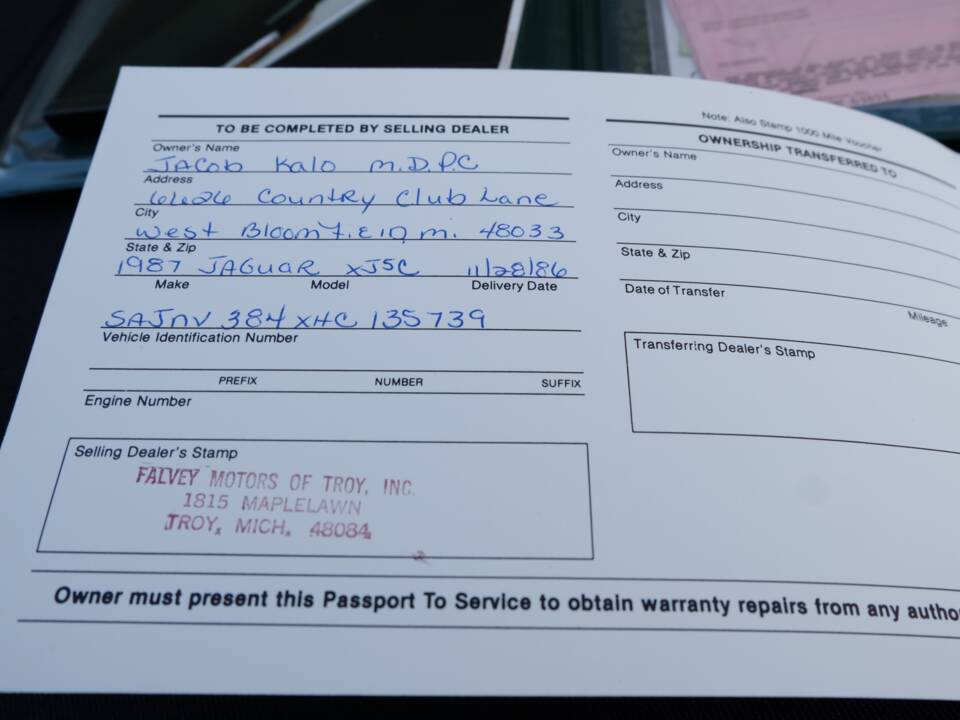 TO BE COMPLETED BY SELLING DEALER
Owner's Name
JACOB KALO M.D.P.C
Address
6626 Country Club Lane
City
West Bloomfield M. 48033
State & Zip
1987 JAGUAR XJSC 11/28/86
Make Model Delivery Date
SAJNV 384 XHC 135739
Vehicle Identification Number
PREFIX NUMBER SUFFIX
Engine Number
Selling Dealer's Stamp
FALVEY MOTORS OF TROY, INC.
1815 MAPLELAWN
TROY, MICH. 48084
Note: Also Stamp 1000 Mile Voucher
OWNERSHIP TRANSFERRED TO
Owner's Name
Address
City
State & Zip
Date of Transfer
Mileage
Transferring Dealer's Stamp
Owner must present this Passport To Service to obtain warranty repairs from any autho